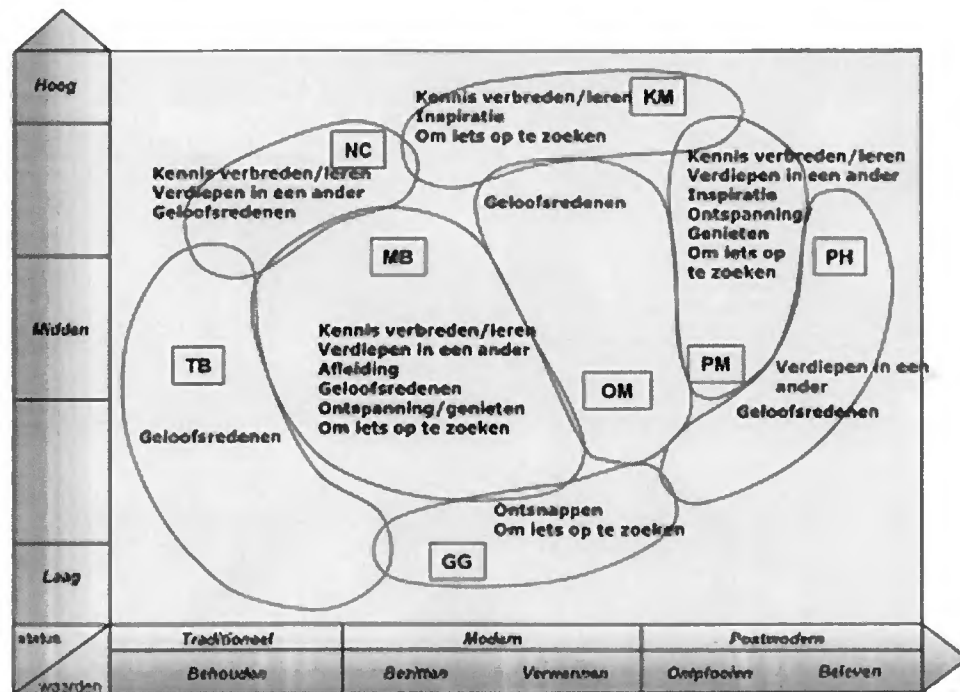 Hoog
Kennis verbreden/leren
Inspiratie
Om iets op te zoeken
KM
NC
Kennis verbreden/leren
Verdiepen in een ander
Geloofsredenen
Kennis verbreden/leren
Verdiepen in een ander
Inspiratie
Ontspanning/
Genieten
Om iets op
te zoeken
Geloofsredenen
MB
PH
Midden
Kennis verbreden/leren
Verdiepen in een ander
Afleiding
Geloofsredenen
Ontspanning/genieten
Om iets op te zoeken
TB
OM
PM
Verdiepen in een
ander
Geloofsredenen
Geloofsredenen
Ontsnappen
Om iets op te zoeken
GG
Laag
status
Traditioneel
Modern
Postmodern
waarden
Behouden
Bezitten
Verwennen
Ontplooien
Beleven